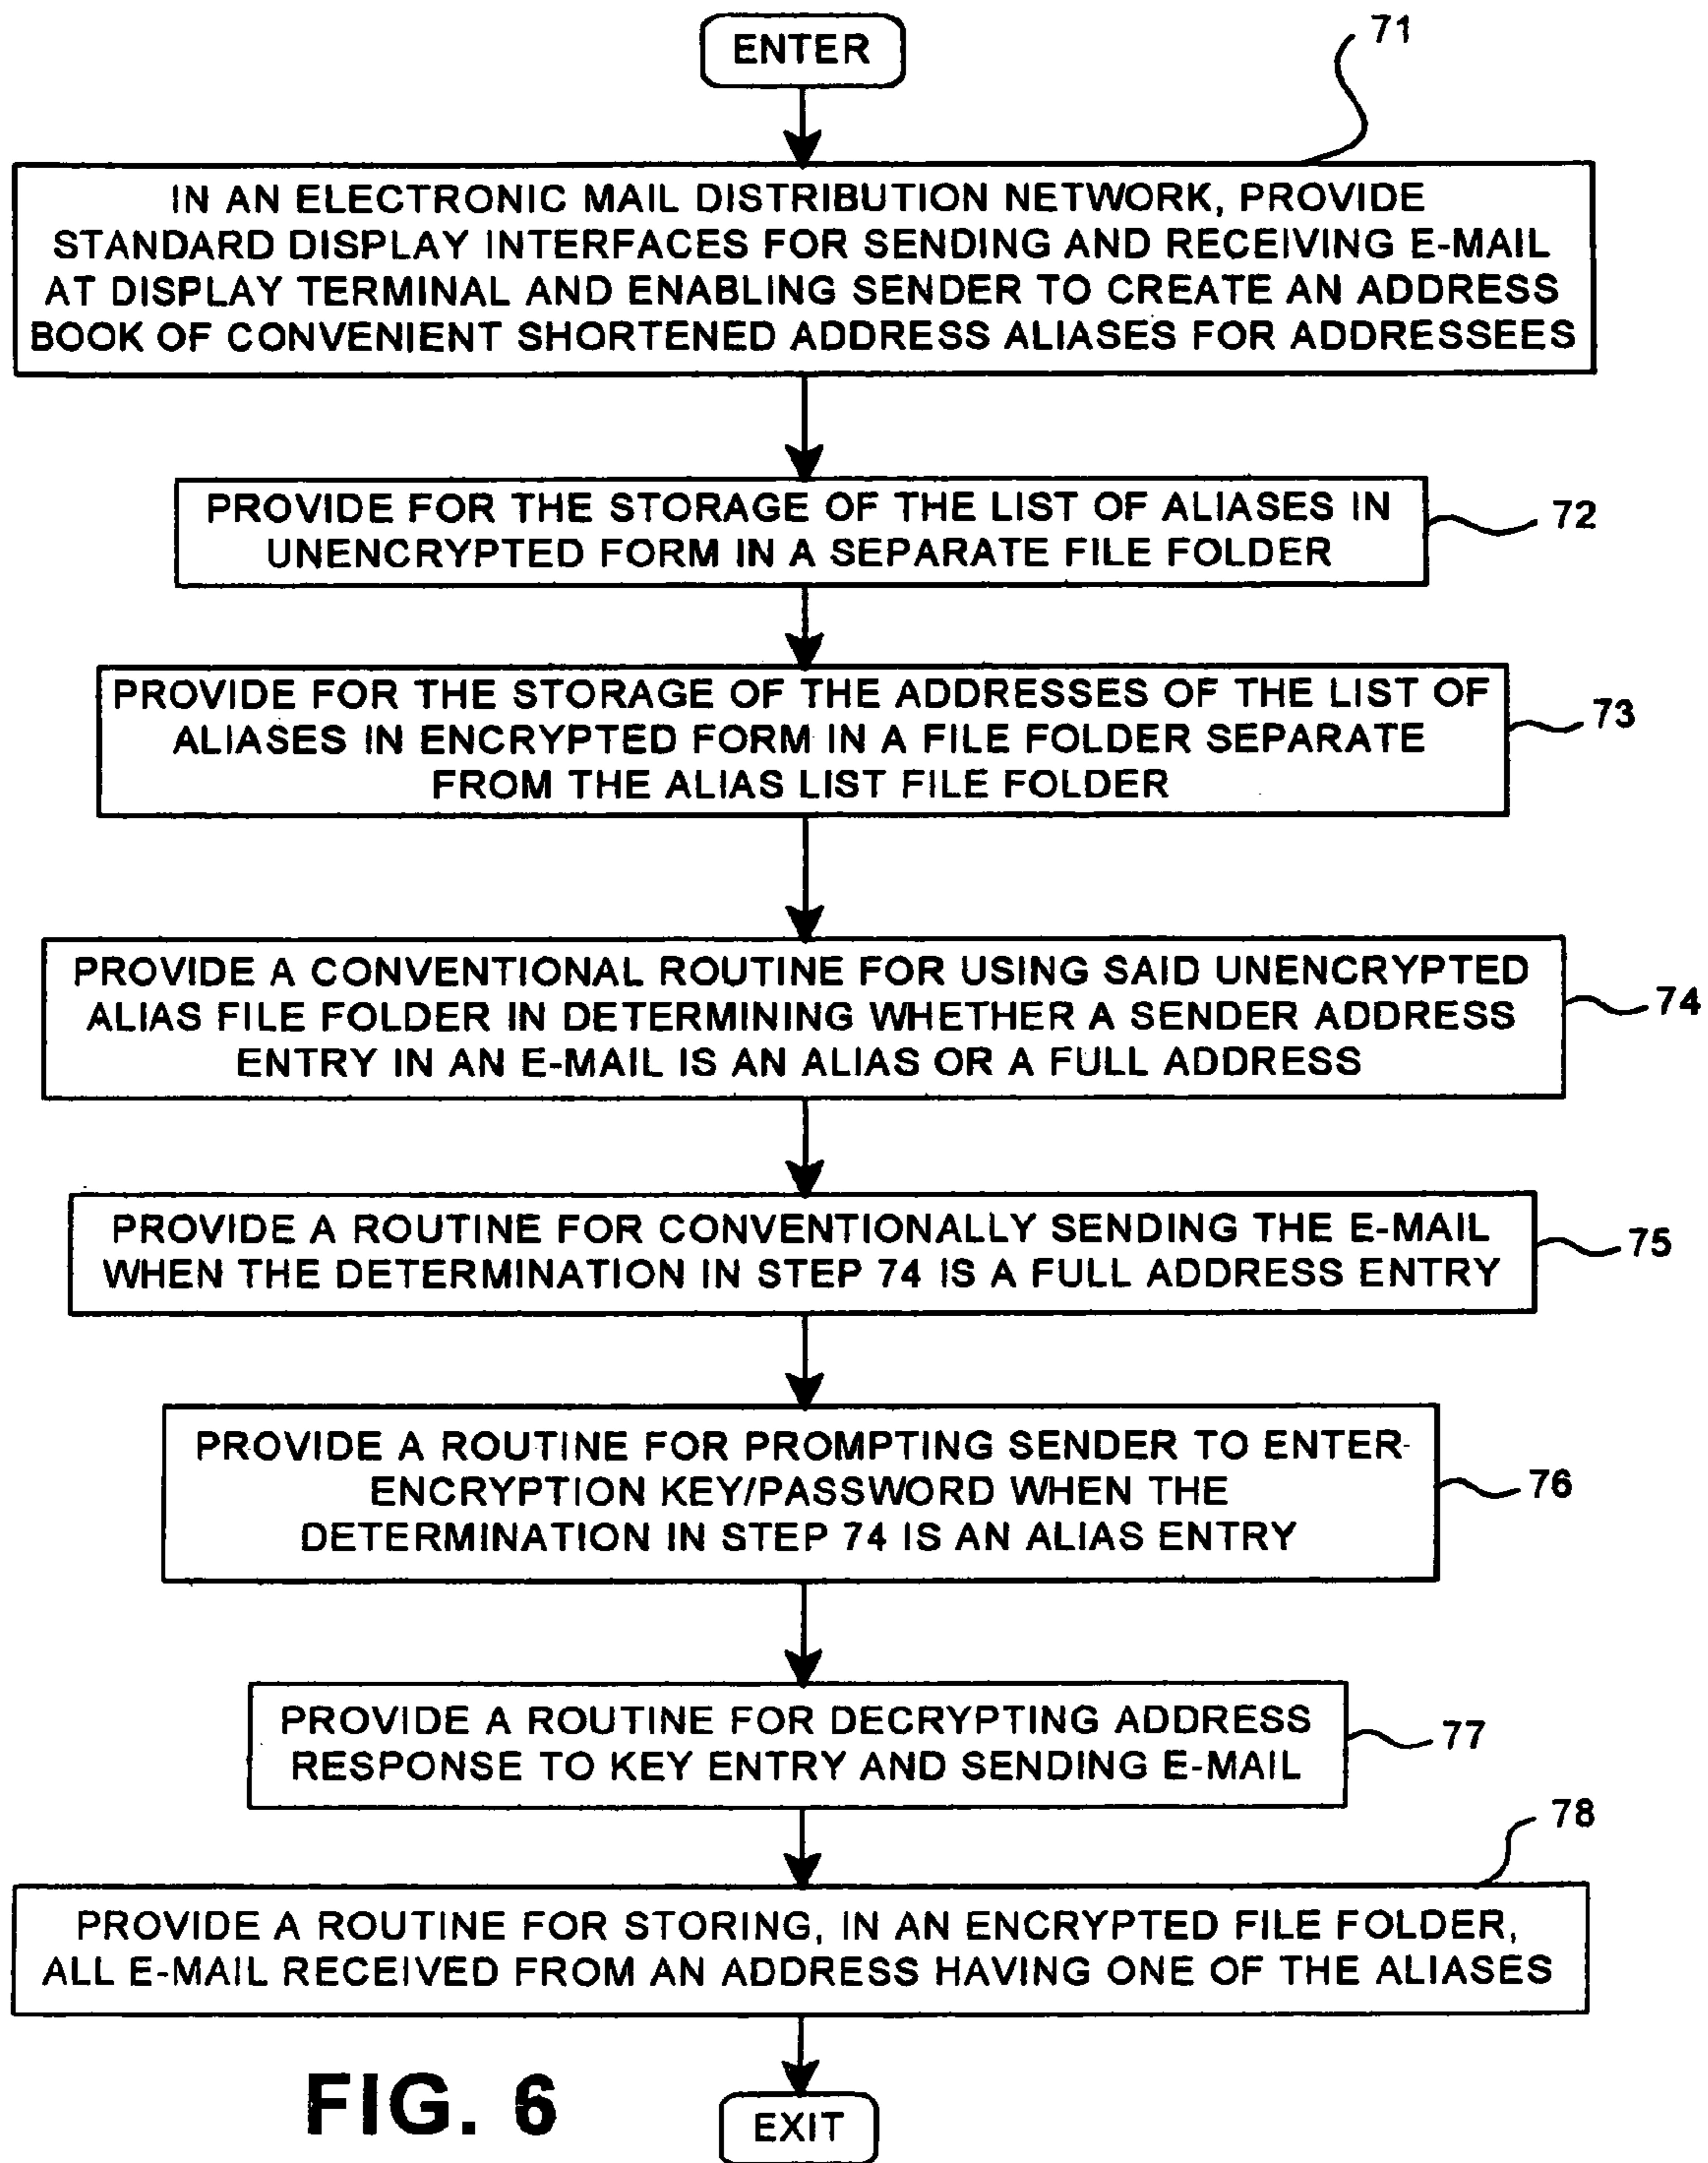 ENTER
71
IN AN ELECTRONIC MAIL DISTRIBUTION NETWORK, PROVIDE
STANDARD DISPLAY INTERFACES FOR SENDING AND RECEIVING E-MAIL
AT DISPLAY TERMINAL AND ENABLING SENDER TO CREATE AN ADDRESS
BOOK OF CONVENIENT SHORTENED ADDRESS ALIASES FOR ADDRESSEES
PROVIDE FOR THE STORAGE OF THE LIST OF ALIASES IN
UNENCRYPTED FORM IN A SEPARATE FILE FOLDER
72
PROVIDE FOR THE STORAGE OF THE ADDRESSES OF THE LIST OF
ALIASES IN ENCRYPTED FORM IN A FILE FOLDER SEPARATE
FROM THE ALIAS LIST FILE FOLDER
73
PROVIDE A CONVENTIONAL ROUTINE FOR USING SAID UNENCRYPTED
ALIAS FILE FOLDER IN DETERMINING WHETHER A SENDER ADDRESS
ENTRY IN AN E-MAIL IS AN ALIAS OR A FULL ADDRESS
74
PROVIDE A ROUTINE FOR CONVENTIONALLY SENDING THE E-MAIL
WHEN THE DETERMINATION IN STEP 74 IS A FULL ADDRESS ENTRY
75
PROVIDE A ROUTINE FOR PROMPTING SENDER TO ENTER-
ENCRYPTION KEY/PASSWORD WHEN THE
DETERMINATION IN STEP 74 IS AN ALIAS ENTRY
76
PROVIDE A ROUTINE FOR DECRYPTING ADDRESS
RESPONSE TO KEY ENTRY AND SENDING E-MAIL
77
78
PROVIDE A ROUTINE FOR STORING, IN AN ENCRYPTED FILE FOLDER,
ALL E-MAIL RECEIVED FROM AN ADDRESS HAVING ONE OF THE ALIASES
FIG. 6
EXIT